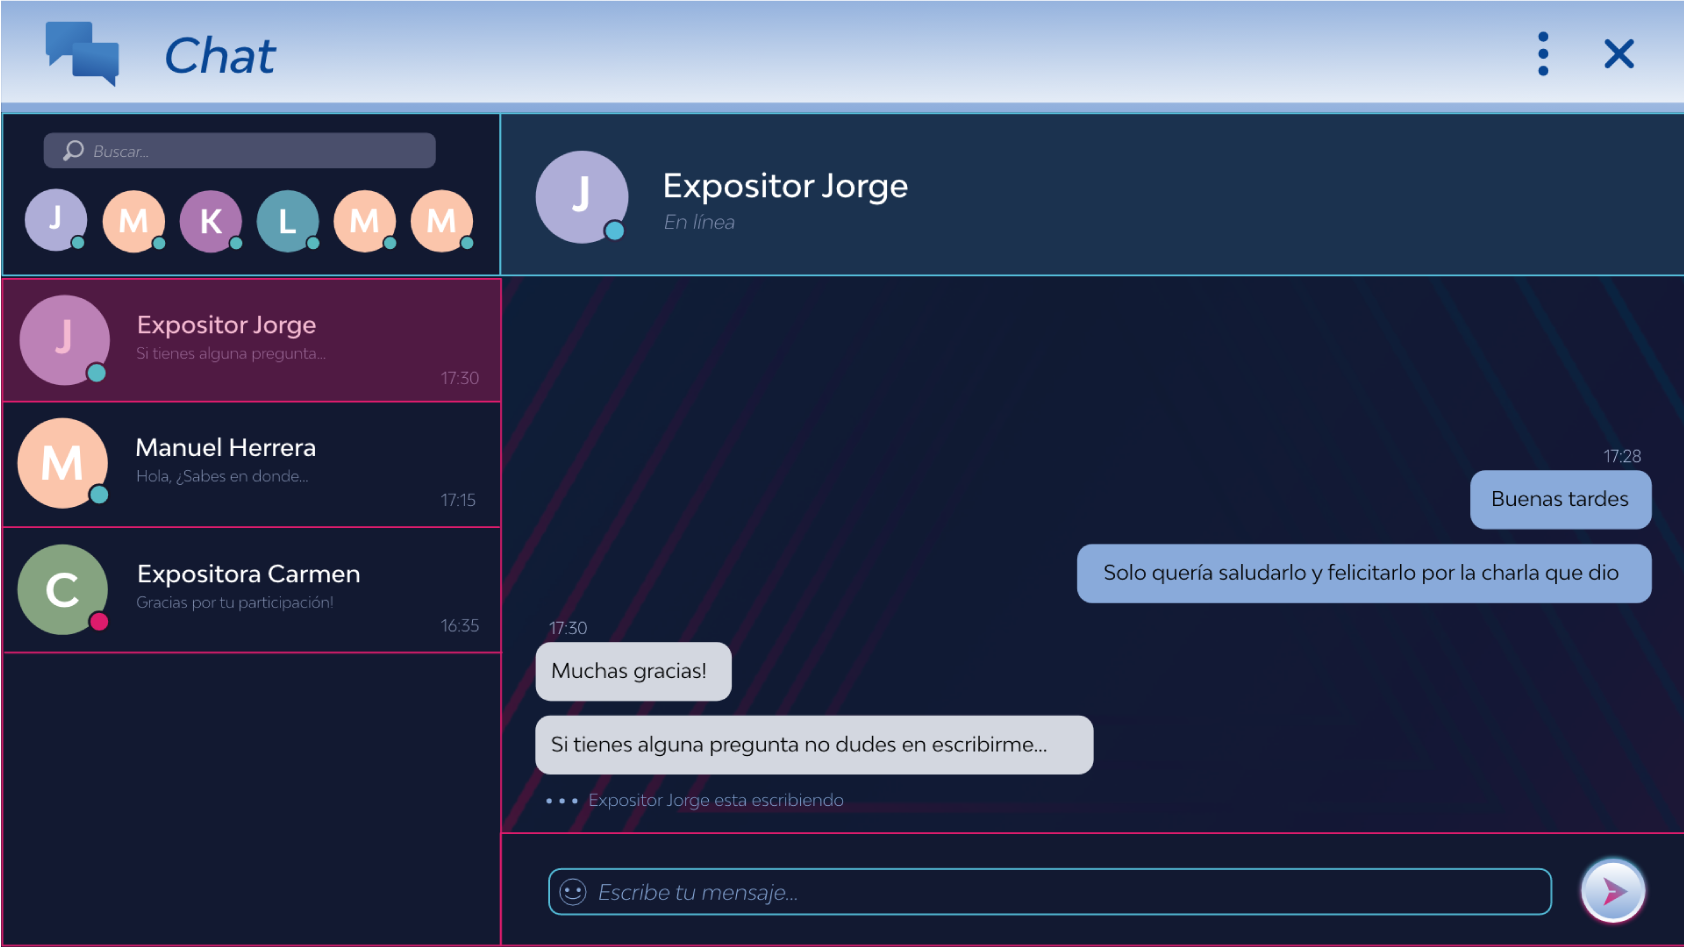 Chat
Buscar...
J
M
K
L
M
M
J
Expositor Jorge
Si tienes alguna pregunta...
17:30
M
Manuel Herrera
Hola, ¿Sabes en donde...
17:15
C
Expositora Carmen
Gracias por tu participación!
16:35
J
Expositor Jorge
En línea
17:28
Buenas tardes
Solo quería saludarlo y felicitarlo por la charla que dio
17:30
Muchas gracias!
Si tienes alguna pregunta no dudes en escribirme...
Expositor Jorge esta escribiendo
Escribe tu mensaje...